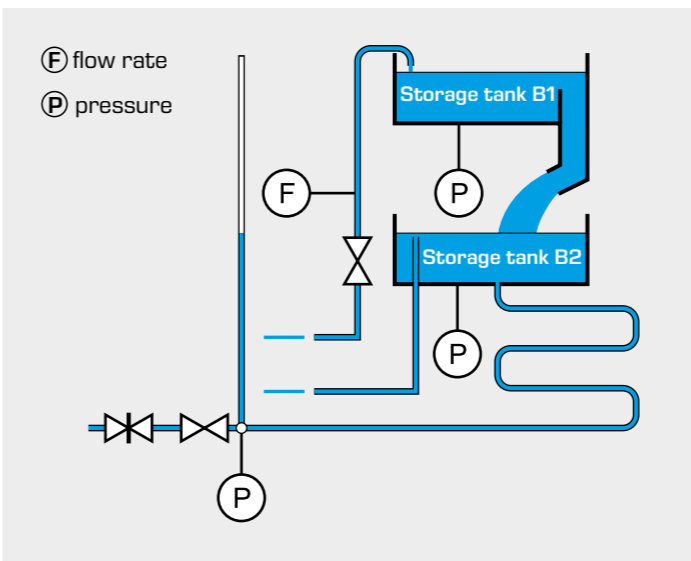 F flow rate
P pressure
Storage tank B1
F
P
Storage tank B2
P
P